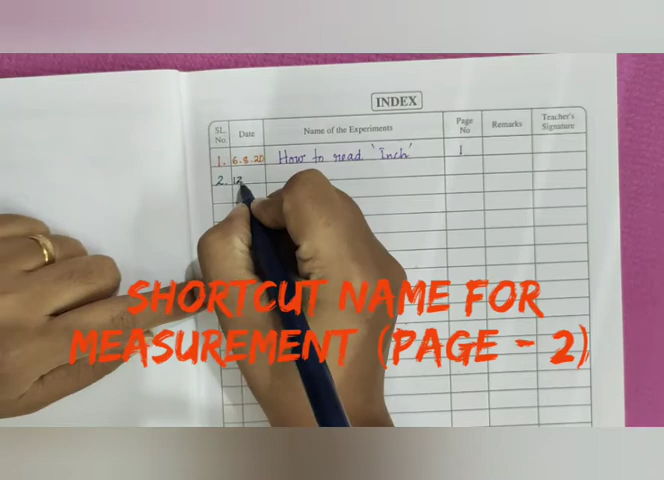 INDEX
SL. No. Date Name of the Experiments Page No Remarks Teacher's Signature
1. 6.8.20 How to read 'Inch' 1
2. 12
SHORTCUT NAME FOR
MEASUREMENT (PAGE - 2)